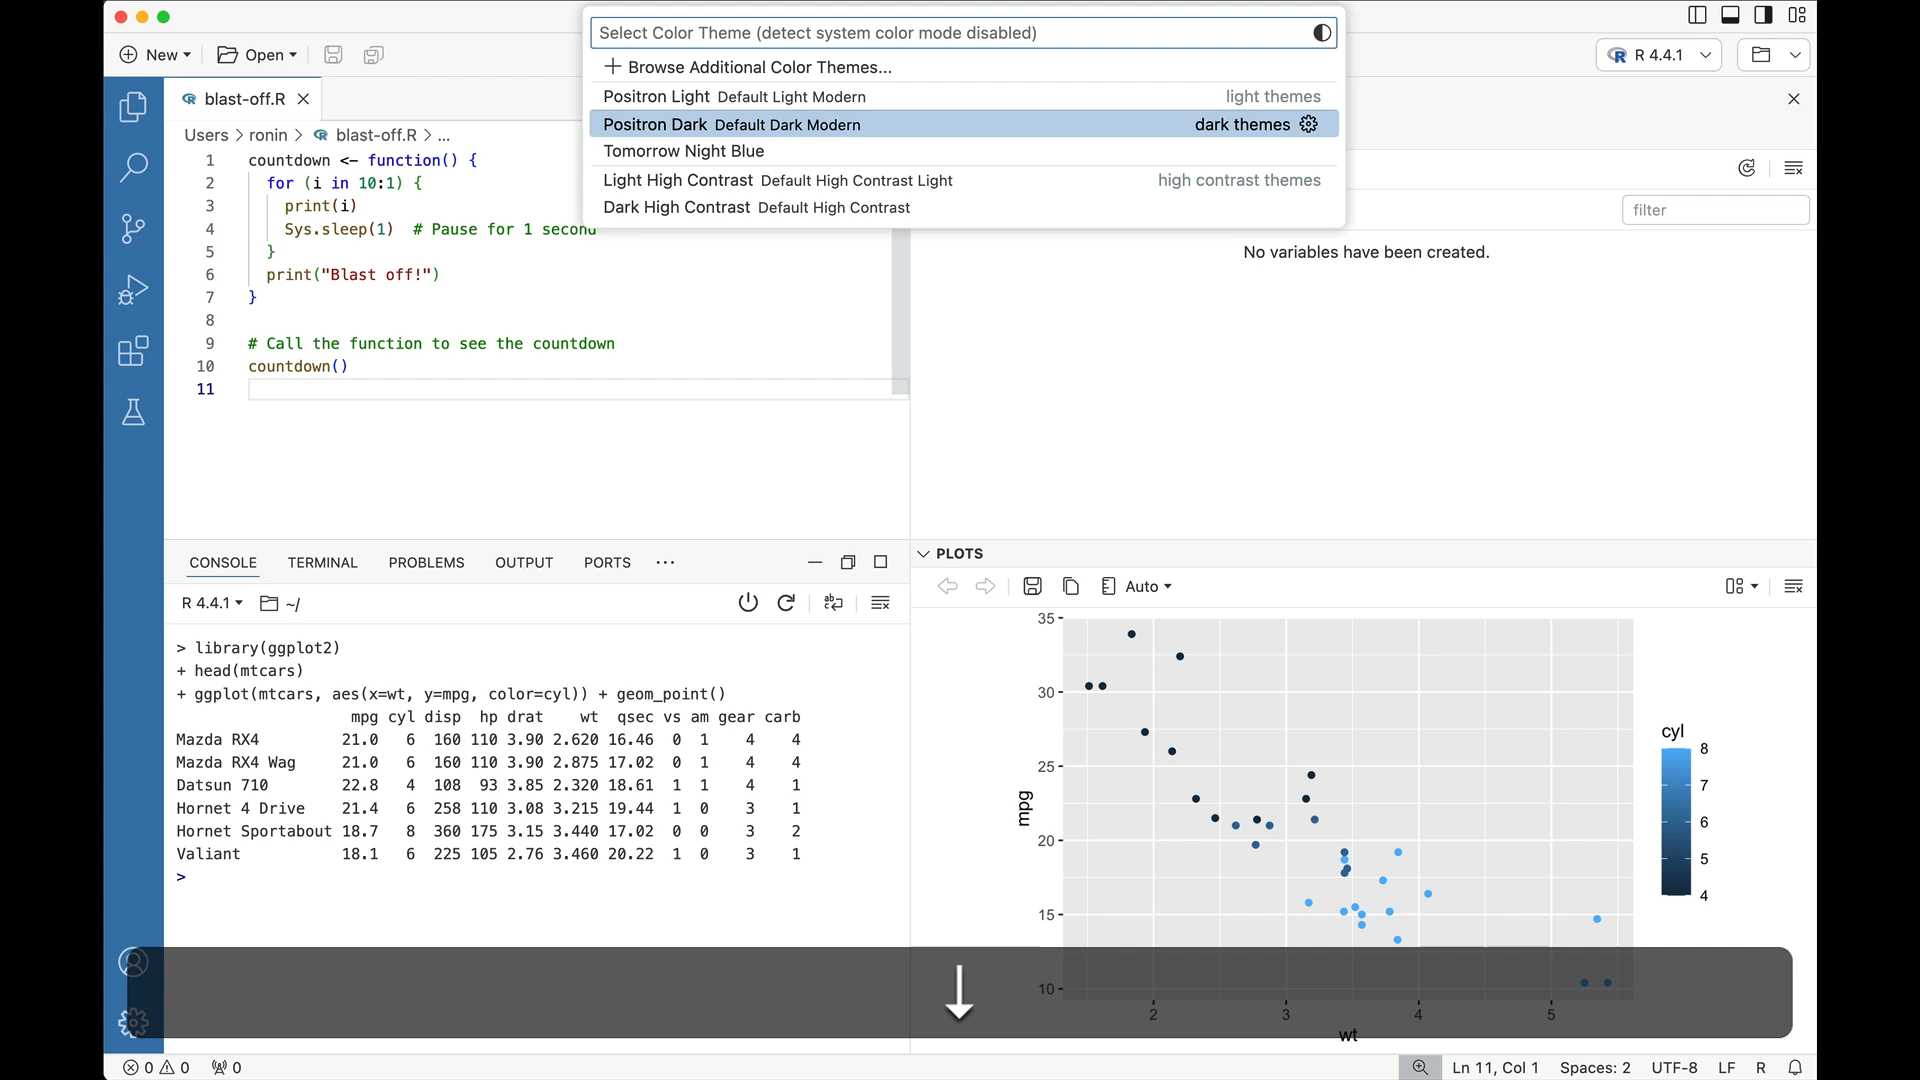 Select Color Theme (detect system color mode disabled)
New
Open
R 4.4.1
Browse Additional Color Themes...
Positron Light Default Light Modern light themes
Positron Dark Default Dark Modern dark themes
Tomorrow Night Blue
Light High Contrast Default High Contrast Light high contrast themes
Dark High Contrast Default High Contrast
blast-off.R
Users > ronin > blast-off.R > ...
1 countdown <- function() {
2 for (i in 10:1) {
3 print(i)
4 Sys.sleep(1) # Pause for 1 second
5 }
6 print("Blast off!")
7 }
8
9 # Call the function to see the countdown
10 countdown()
11
filter
No variables have been created.
CONSOLE TERMINAL PROBLEMS OUTPUT PORTS ...
R 4.4.1 ~/
> library(ggplot2)
+ head(mtcars)
+ ggplot(mtcars, aes(x=wt, y=mpg, color=cyl)) + geom_point()
mpg cyl disp hp drat wt qsec vs am gear carb
Mazda RX4 21.0 6 160 110 3.90 2.620 16.46 0 1 4 4
Mazda RX4 Wag 21.0 6 160 110 3.90 2.875 17.02 0 1 4 4
Datsun 710 22.8 4 108 93 3.85 2.320 18.61 1 1 4 1
Hornet 4 Drive 21.4 6 258 110 3.08 3.215 19.44 1 0 3 1
Hornet Sportabout 18.7 8 360 175 3.15 3.440 17.02 0 0 3 2
Valiant 18.1 6 225 105 2.76 3.460 20.22 1 0 3 1
>
PLOTS
Auto
35
30
25
20
15
10
mpg
2 3 4 5
wt
cyl
8
7
6
5
4
0 0 0
Ln 11, Col 1 Spaces: 2 UTF-8 LF R